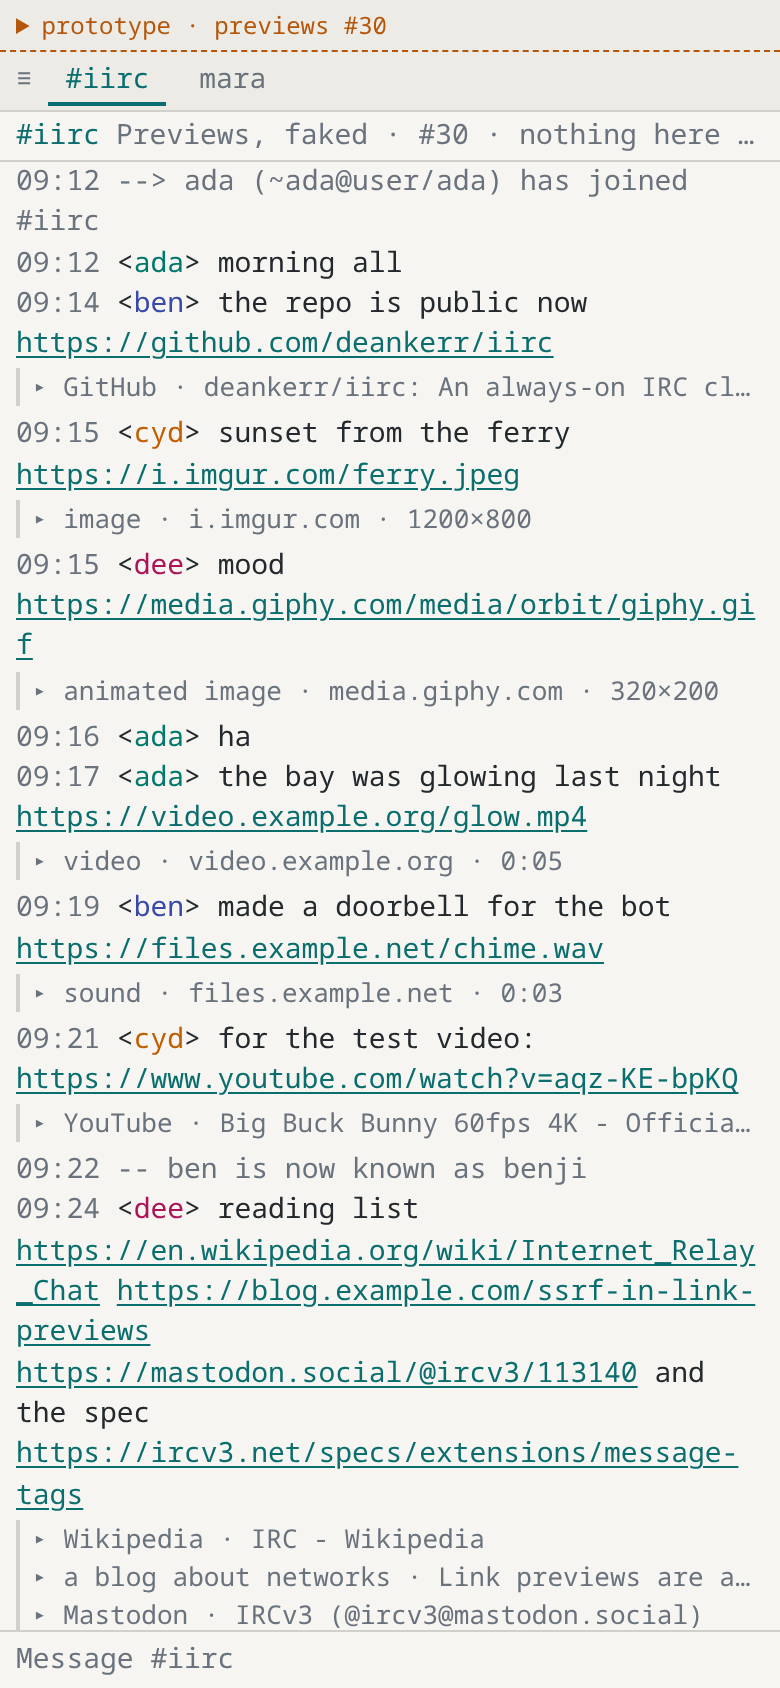 ▶ prototype · previews #30
≡ #iirc mara
#iirc Previews, faked · #30 · nothing here …
09:12 --> ada (~ada@user/ada) has joined
#iirc
09:12 <ada> morning all
09:14 <ben> the repo is public now
https://github.com/deankerr/iirc
▸ GitHub · deankerr/iirc: An always-on IRC cl…
09:15 <cyd> sunset from the ferry
https://i.imgur.com/ferry.jpeg
▸ image · i.imgur.com · 1200×800
09:15 <dee> mood
https://media.giphy.com/media/orbit/giphy.gi
f
▸ animated image · media.giphy.com · 320×200
09:16 <ada> ha
09:17 <ada> the bay was glowing last night
https://video.example.org/glow.mp4
▸ video · video.example.org · 0:05
09:19 <ben> made a doorbell for the bot
https://files.example.net/chime.wav
▸ sound · files.example.net · 0:03
09:21 <cyd> for the test video:
https://www.youtube.com/watch?v=aqz-KE-bpKQ
▸ YouTube · Big Buck Bunny 60fps 4K - Officia…
09:22 -- ben is now known as benji
09:24 <dee> reading list
https://en.wikipedia.org/wiki/Internet_Relay
_Chat https://blog.example.com/ssrf-in-link-
previews
https://mastodon.social/@ircv3/113140 and
the spec
https://ircv3.net/specs/extensions/message-
tags
▸ Wikipedia · IRC - Wikipedia
▸ a blog about networks · Link previews are a…
▸ Mastodon · IRCv3 (@ircv3@mastodon.social)
Message #iirc